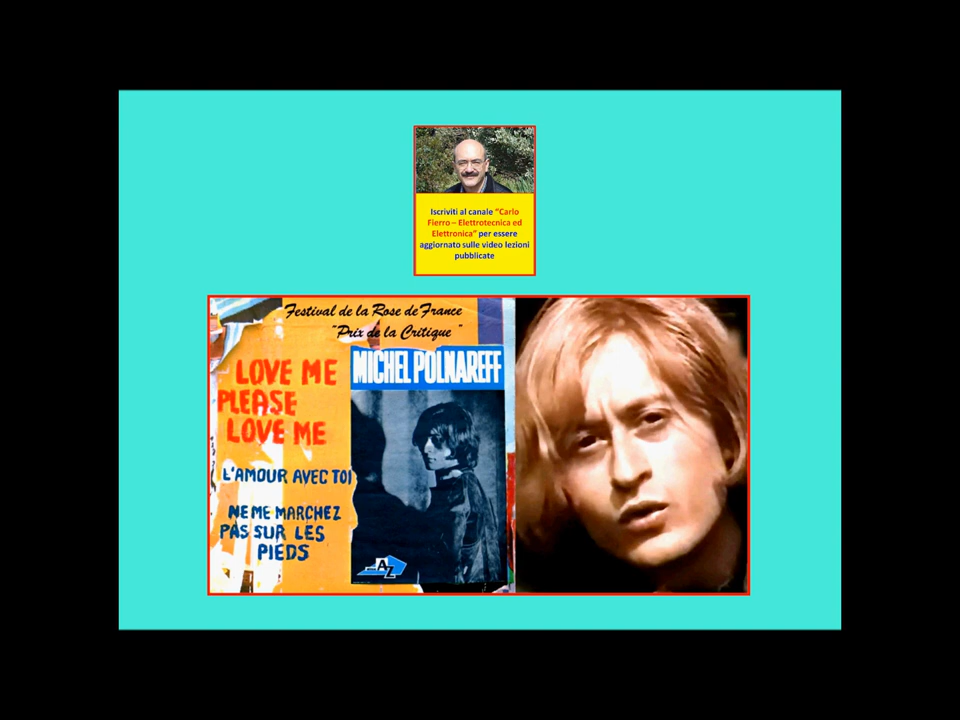 Iscriviti al canale "Carlo
Fierro – Elettrotecnica ed
Elettronica" per essere
aggiornato sulle video lezioni
pubblicate
Festival de la Rose de France
"Prix de la Critique "
MICHEL POLNAREFF
LOVE ME
PLEASE
LOVE ME
L'AMOUR AVEC TOI
NE ME MARCHEZ
PAS SUR LES
PIEDS
AZ